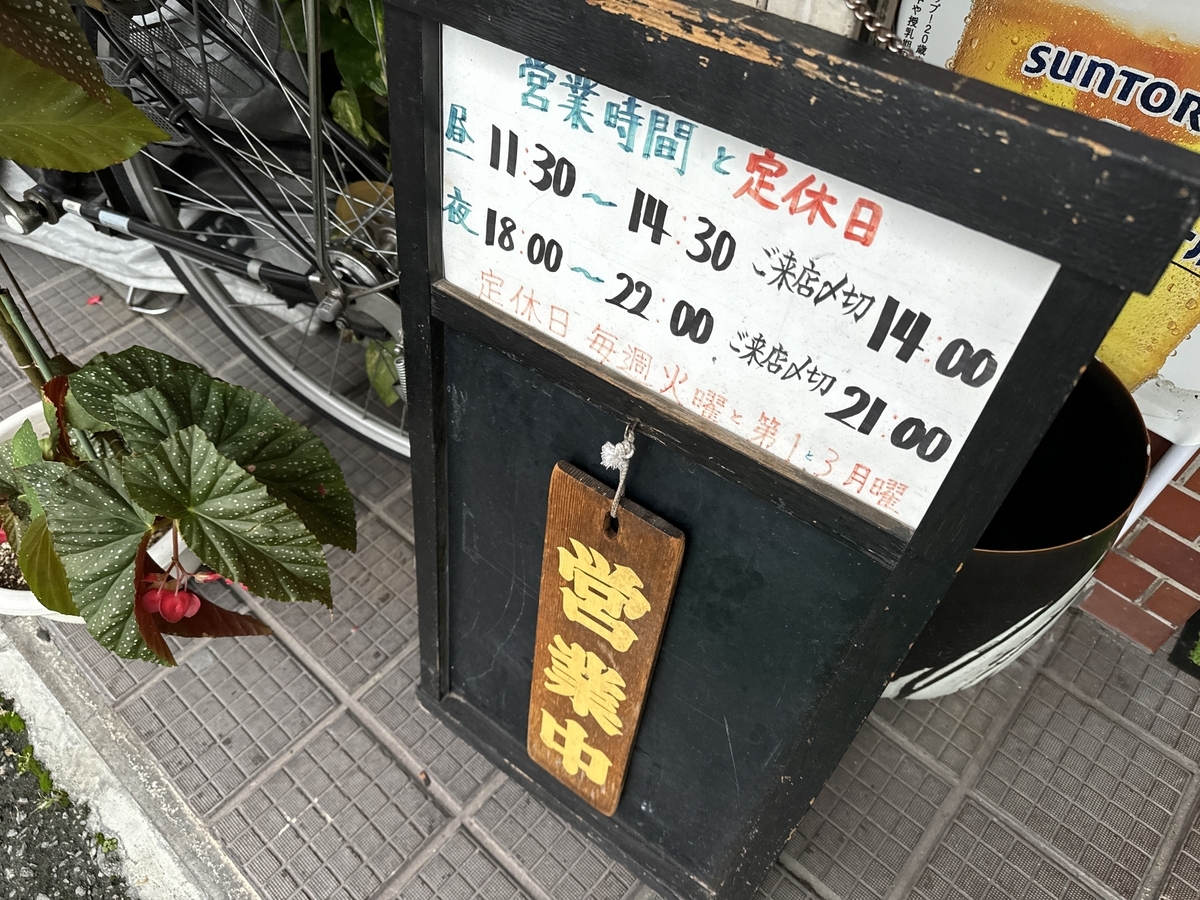 営業時間と定休日
昼 11:30～14:30 ご来店〆切 14:00
夜 18:00～22:00 ご来店〆切 21:00
定休日 毎週火曜と第1と3月曜
営業中
SUNTOR